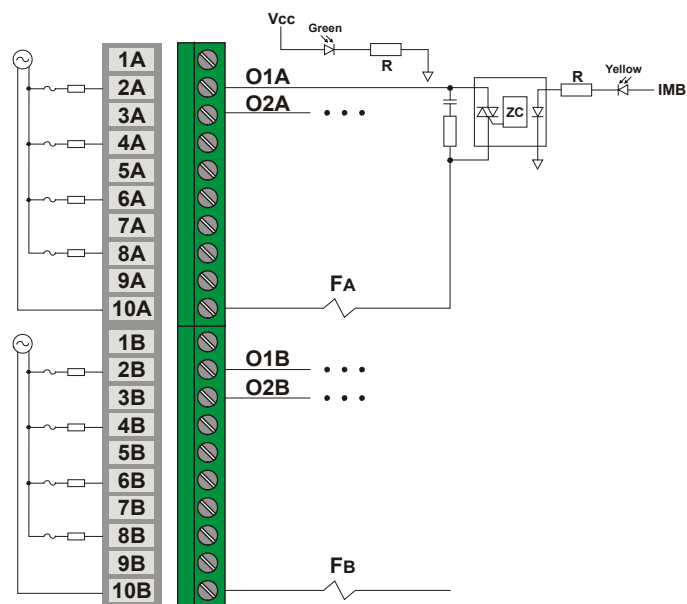 Vcc
Green
R
1A
2A
3A
4A
5A
6A
7A
8A
9A
10A
O1A
O2A
ZC
R
Yellow
IMB
FA
1B
2B
3B
4B
5B
6B
7B
8B
9B
10B
O1B
O2B
FB